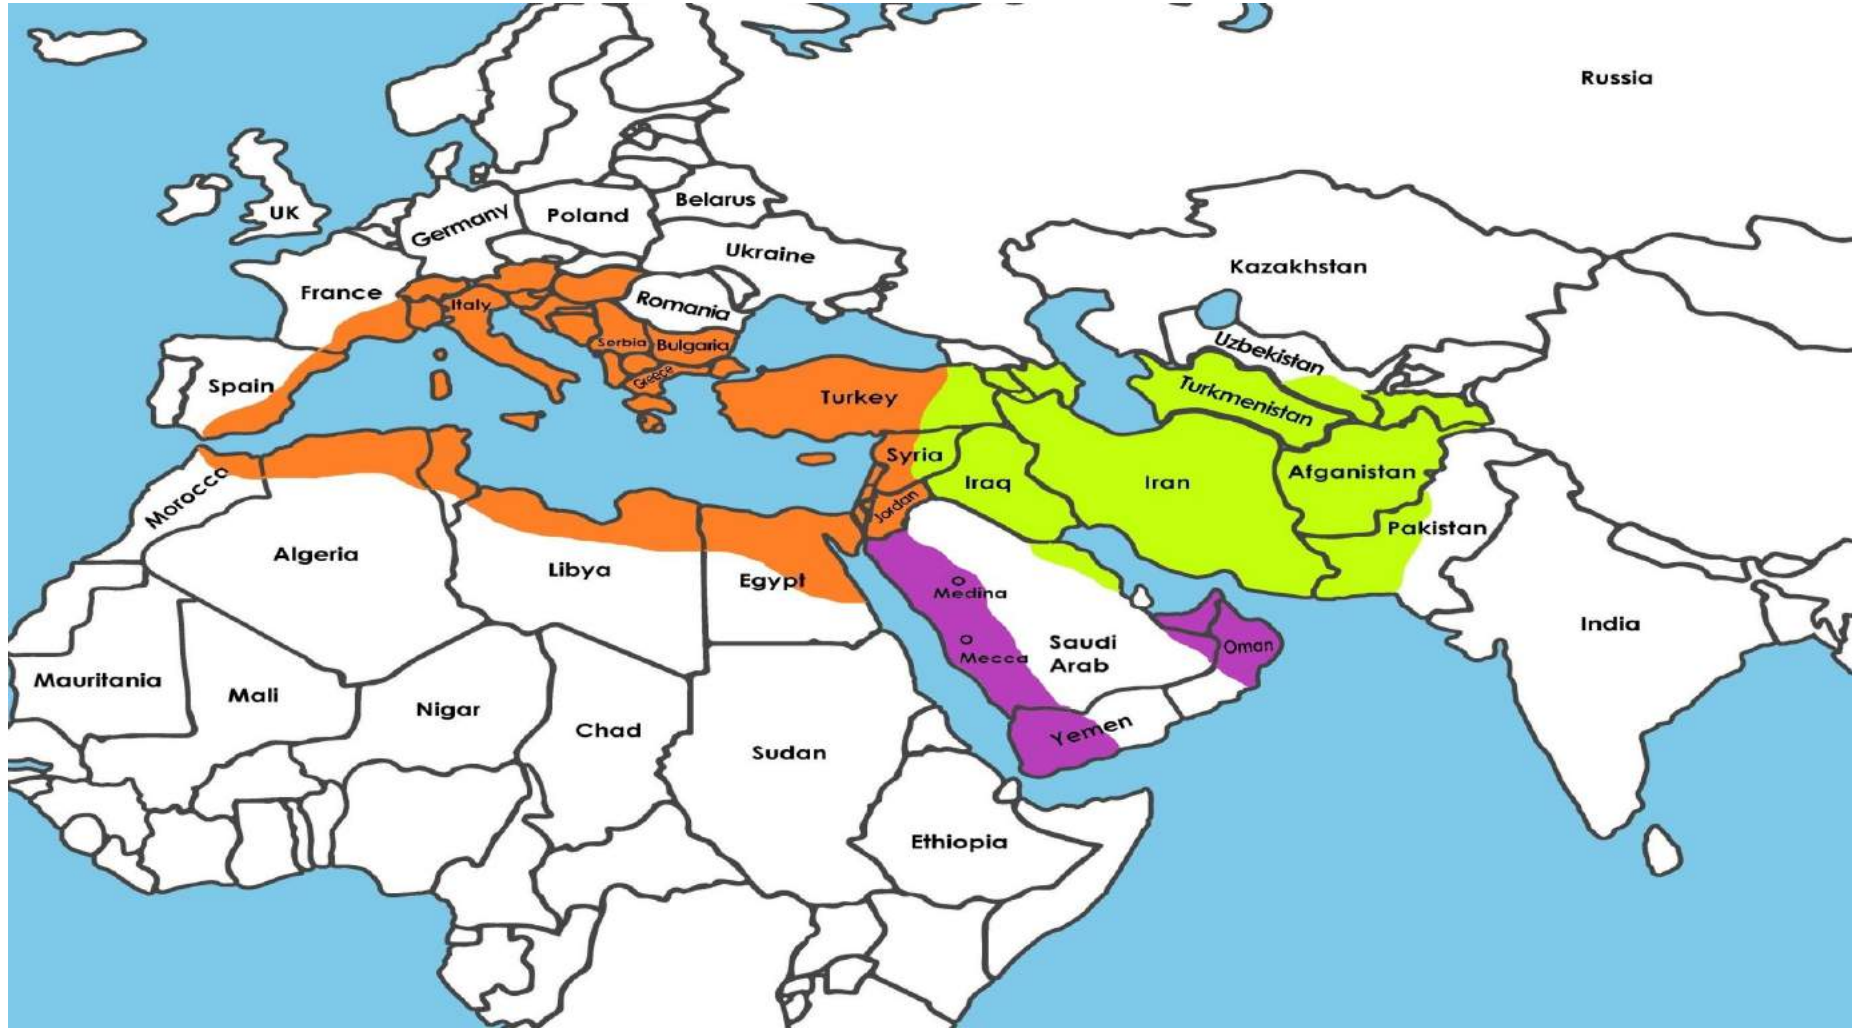 Russia
UK
Germany
Poland
Belarus
Ukraine
France
Italy
Romania
Kazakhstan
Serbia
Bulgaria
Uzbekistan
Spain
Greece
Turkey
Turkmenistan
Syria
Iraq
Iran
Afganistan
Morocco
Jordan
Pakistan
Algeria
Libya
Egypt
Medina
India
Mecca
Saudi
Arab
Oman
Mauritania
Mali
Nigar
Chad
Sudan
Yemen
Ethiopia